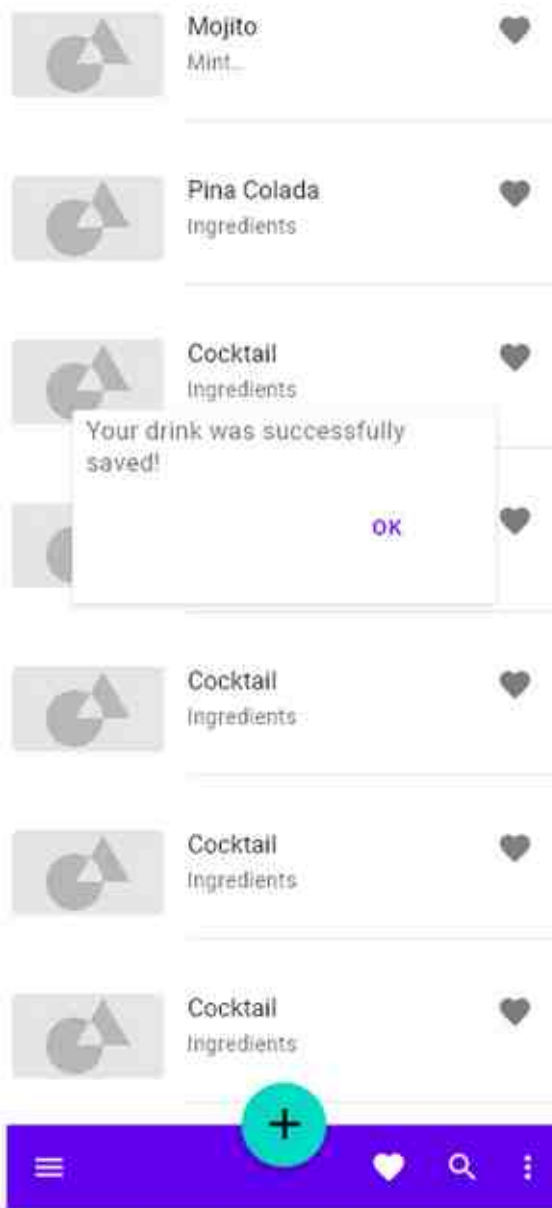 Mojito
Mint...
Pina Colada
Ingredients
Cocktail
Ingredients
Your drink was successfully
saved!
OK
Cocktail
Ingredients
Cocktail
Ingredients
Cocktail
Ingredients